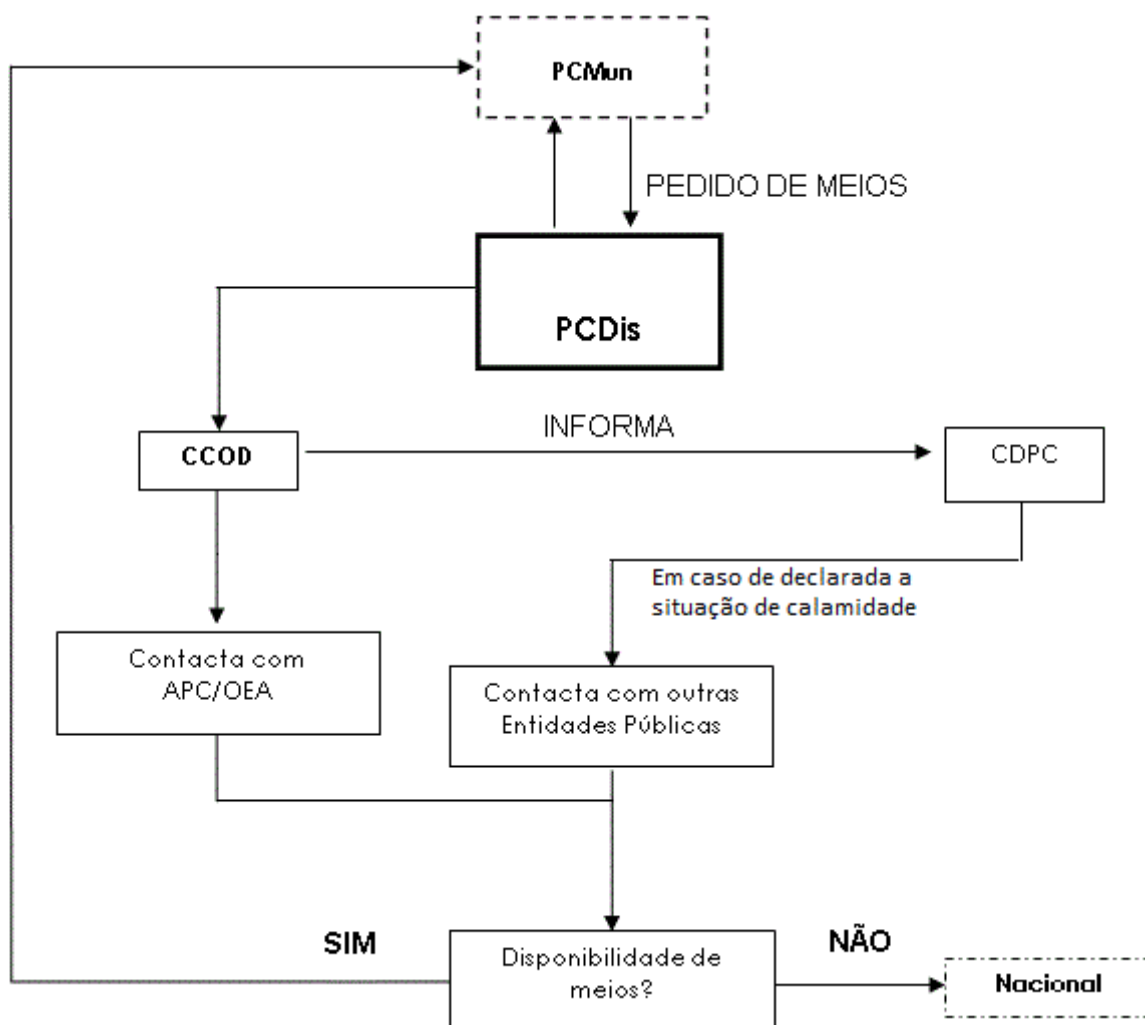 PCMun
PEDIDO DE MEIOS
PCDis
INFORMA
CCOD
CDPC
Em caso de declarada a
situação de calamidade
Contacta com
APC/OEA
Contacta com outras
Entidades Públicas
SIM
NÃO
Disponibilidade de
meios?
Nacional